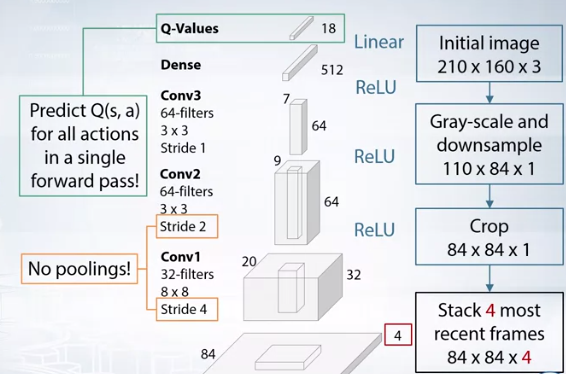 Q-Values
18
Linear
Dense
512
ReLU
Conv3
64-filters
3 x 3
Stride 1
7
64
ReLU
Conv2
64-filters
3 x 3
Stride 2
9
64
ReLU
Conv1
32-filters
8 x 8
Stride 4
20
32
84
4
Predict Q(s, a)
for all actions
in a single
forward pass!
No poolings!
Initial image
210 x 160 x 3
Gray-scale and
downsample
110 x 84 x 1
Crop
84 x 84 x 1
Stack 4 most
recent frames
84 x 84 x 4